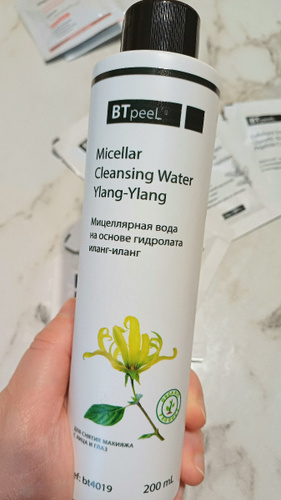 BTpeeL
Micellar
Cleansing Water
Ylang-Ylang
Мицеллярная вода
на основе гидролата
иланг-иланг
для снятия макияжа
с лица и глаз
ef: bt4019
200 mL